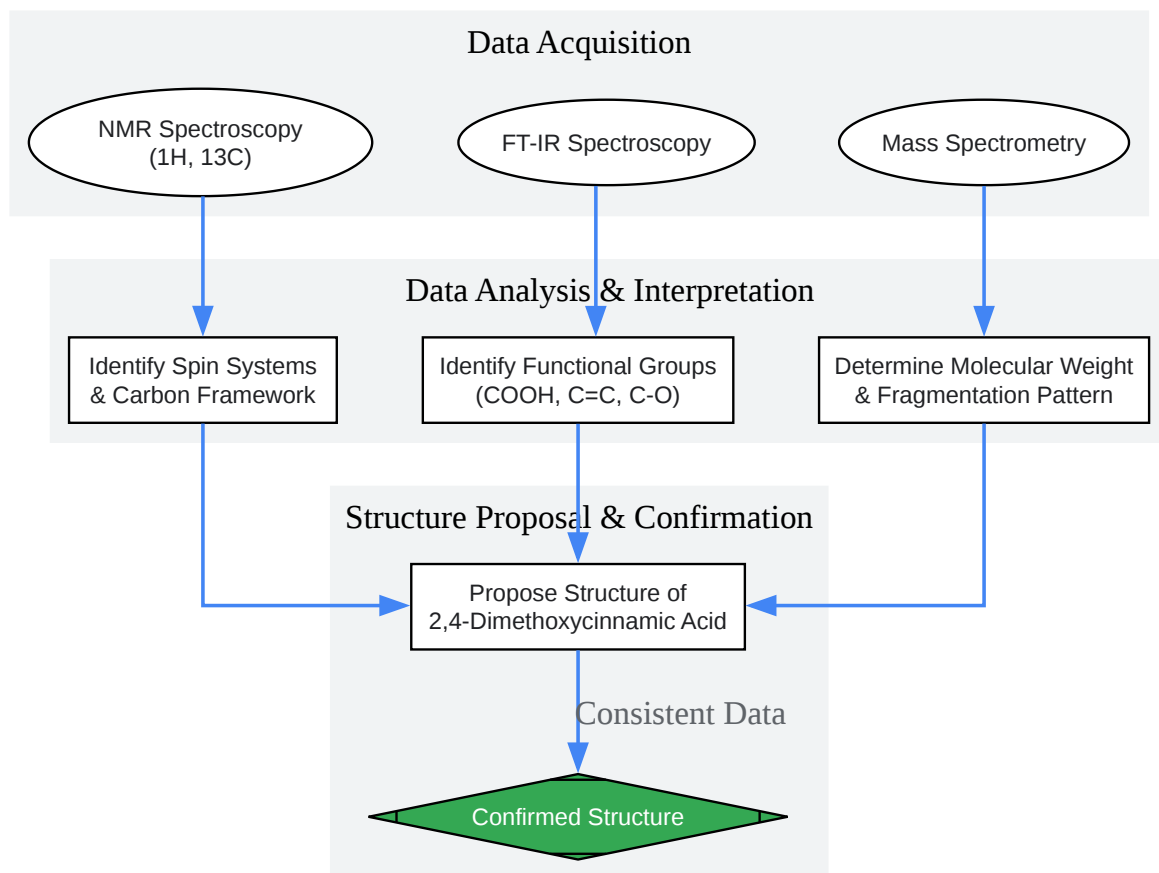 Data Acquisition
NMR Spectroscopy
(1H, 13C)
FT-IR Spectroscopy
Mass Spectrometry
Data Analysis & Interpretation
Identify Spin Systems
& Carbon Framework
Identify Functional Groups
(COOH, C=C, C-O)
Determine Molecular Weight
& Fragmentation Pattern
Structure Proposal & Confirmation
Propose Structure of
2,4-Dimethoxycinnamic Acid
Consistent Data
Confirmed Structure